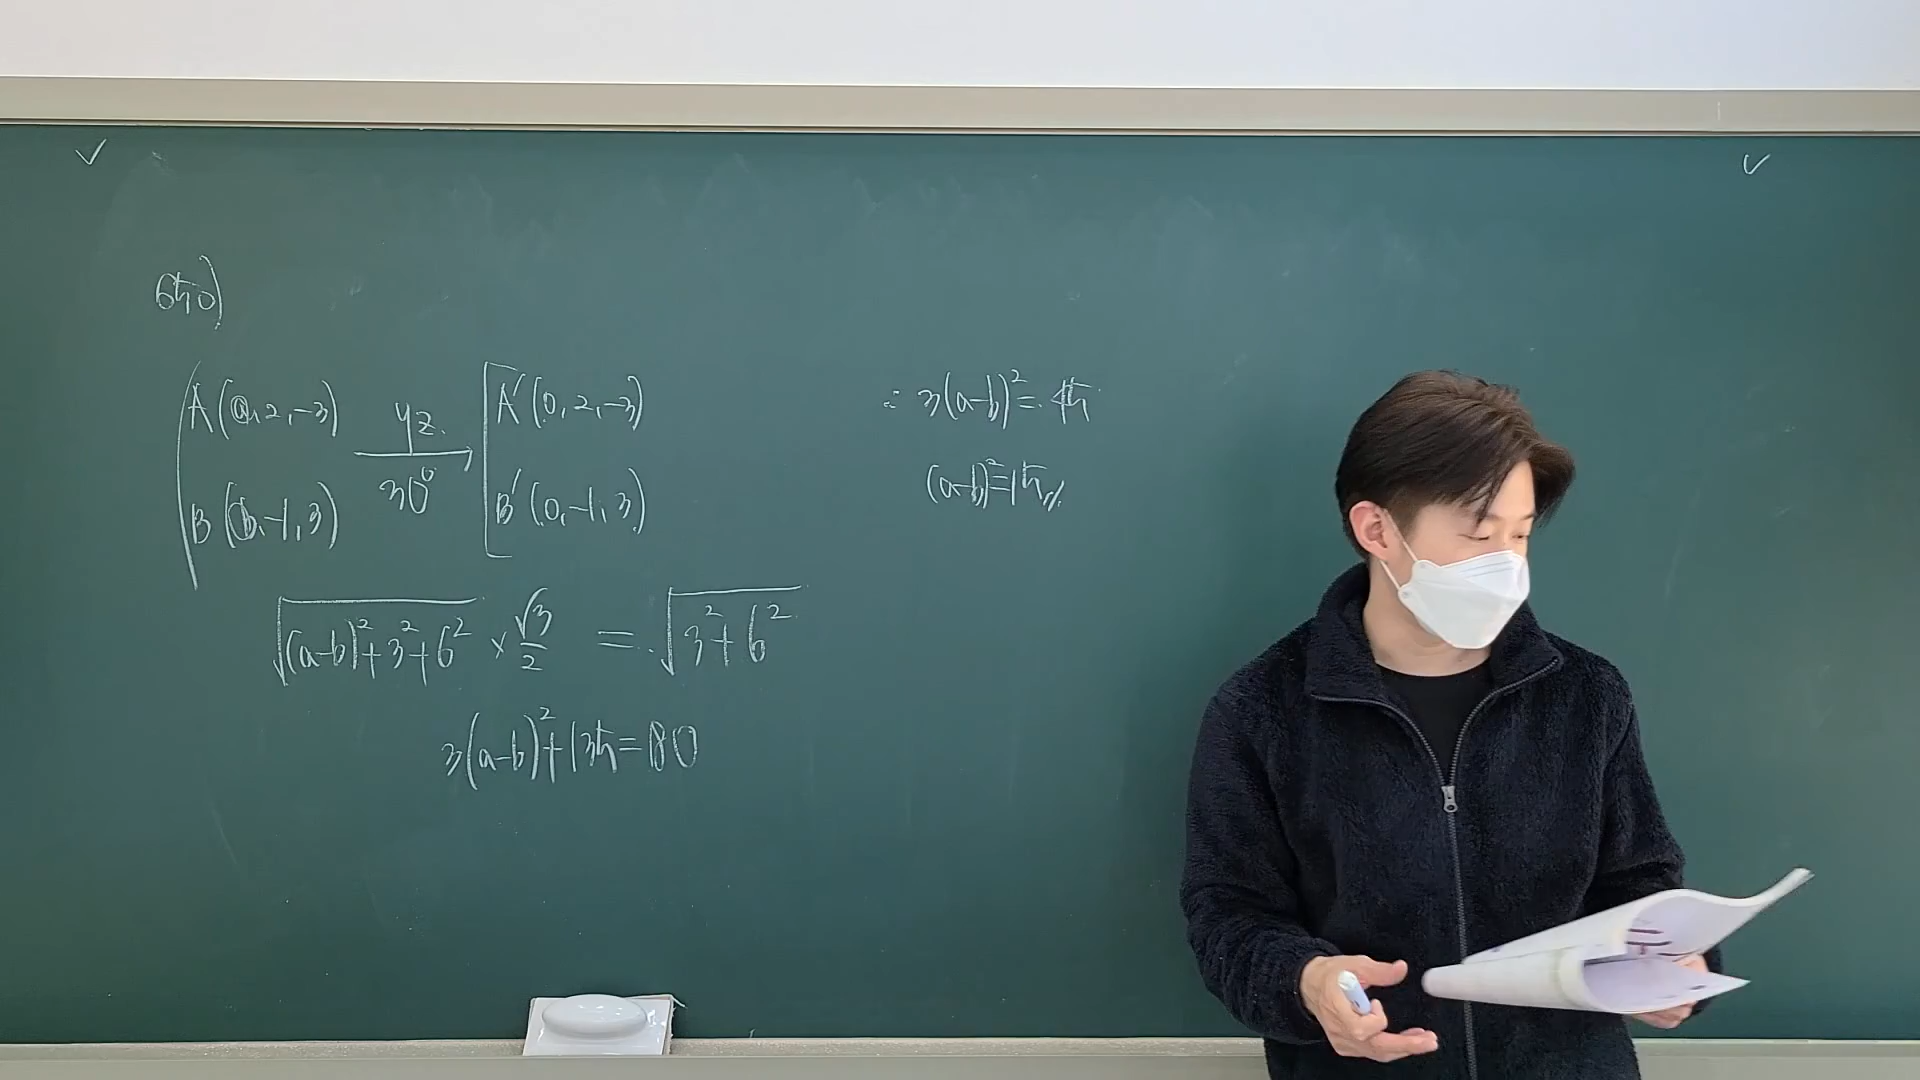 650)
A(a, 2, -3)
B(b, -1, 3)
yz
30°
A'(0, 2, -3)
B'(0, -1, 3)
√((a-b)²+3²+6²) × √3/2 = √(3²+6²)
3(a-b)²+135=180
∴ 3(a-b)²=45
(a-b)²=15